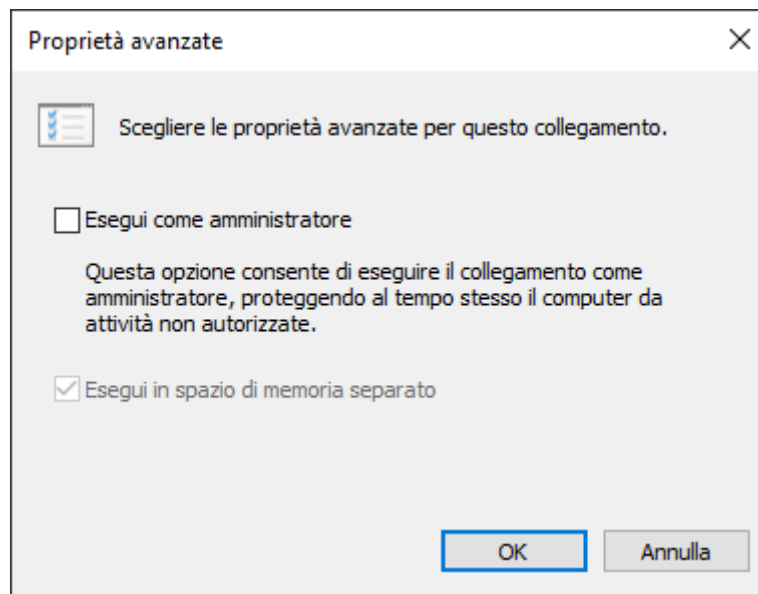 Proprietà avanzate
Scegliere le proprietà avanzate per questo collegamento.
Esegui come amministratore
Questa opzione consente di eseguire il collegamento come
amministratore, proteggendo al tempo stesso il computer da
attività non autorizzate.
Esegui in spazio di memoria separato
OK Annulla